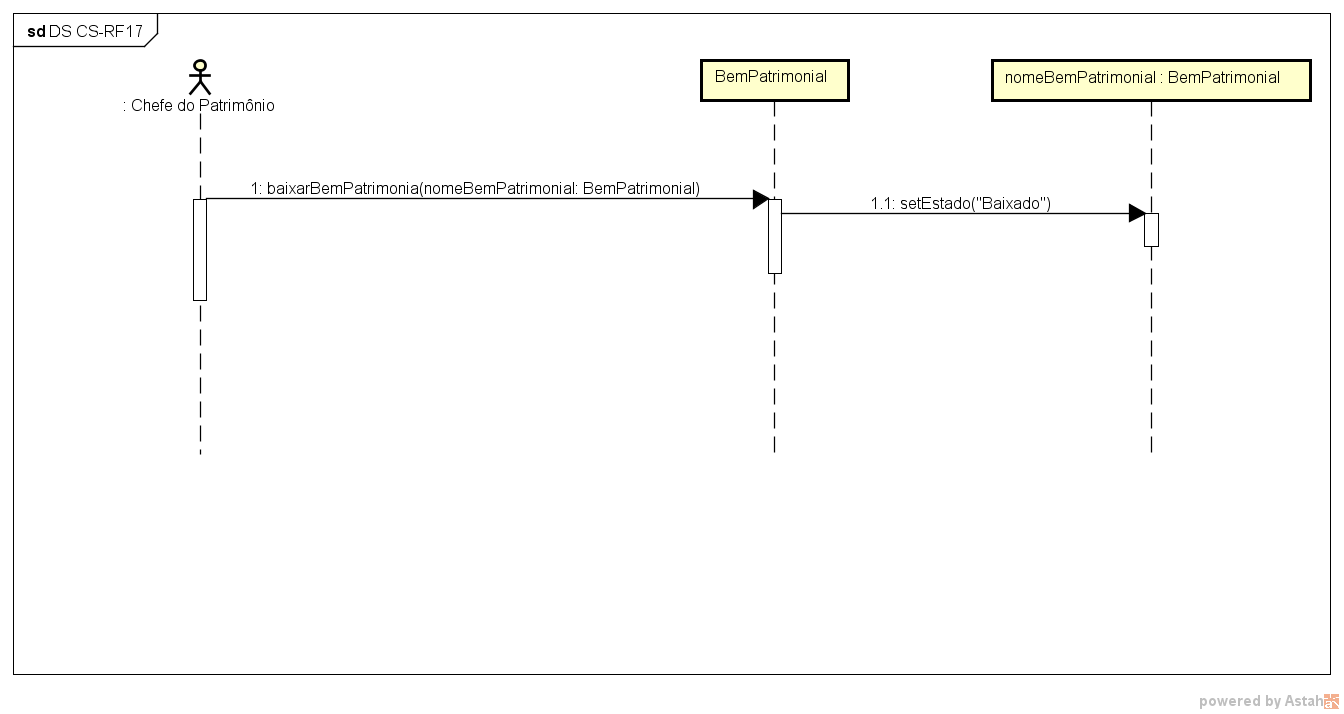 sd DS CS-RF17
: Chefe do Patrimônio
BemPatrimonial
nomeBemPatrimonial : BemPatrimonial
1: baixarBemPatrimonia(nomeBemPatrimonial: BemPatrimonial)
1.1: setEstado("Baixado")
powered by Astah